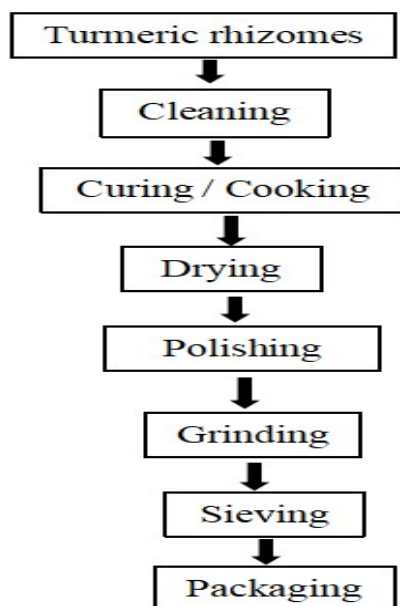 Turmeric rhizomes
Cleaning
Curing / Cooking
Drying
Polishing
Grinding
Sieving
Packaging